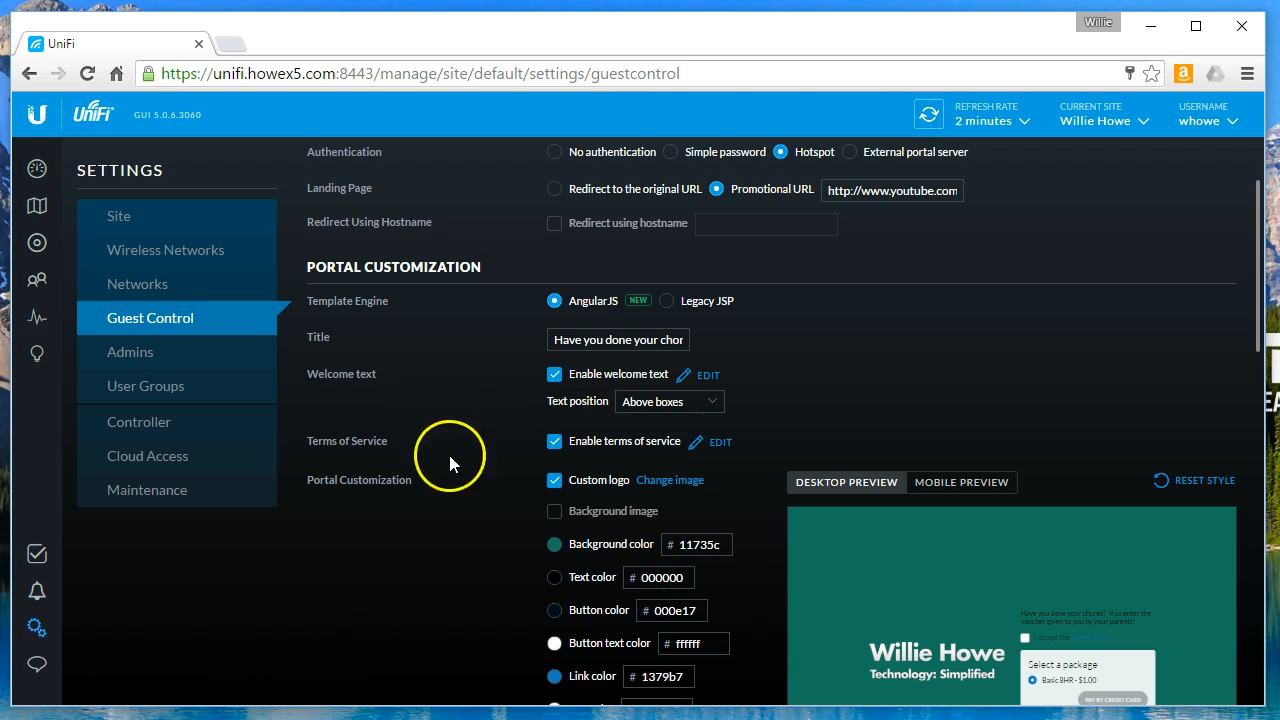 Willie
UniFi
https://unifi.howex5.com:8443/manage/site/default/settings/guestcontrol
UniFi GUI 5.0.6.3060
REFRESH RATE
2 minutes
CURRENT SITE
Willie Howe
USERNAME
whowe
SETTINGS
Site
Wireless Networks
Networks
Guest Control
Admins
User Groups
Controller
Cloud Access
Maintenance
Authentication No authentication Simple password Hotspot External portal server
Landing Page Redirect to the original URL Promotional URL http://www.youtube.com
Redirect Using Hostname Redirect using hostname
PORTAL CUSTOMIZATION
Template Engine AngularJS NEW Legacy JSP
Title Have you done your chor
Welcome text Enable welcome text EDIT
Text position Above boxes
Terms of Service Enable terms of service EDIT
Portal Customization Custom logo Change image
DESKTOP PREVIEW MOBILE PREVIEW RESET STYLE
Background image
Background color # 11735c
Text color # 000000
Button color # 000e17
Button text color # ffffff
Link color # 1379b7
Have you done your chores? If so enter the
voucher given to you by your parents!
I accept the
Willie Howe
Technology: Simplified
Select a package
Basic 8HR - $1.00
PAY BY CREDIT CARD